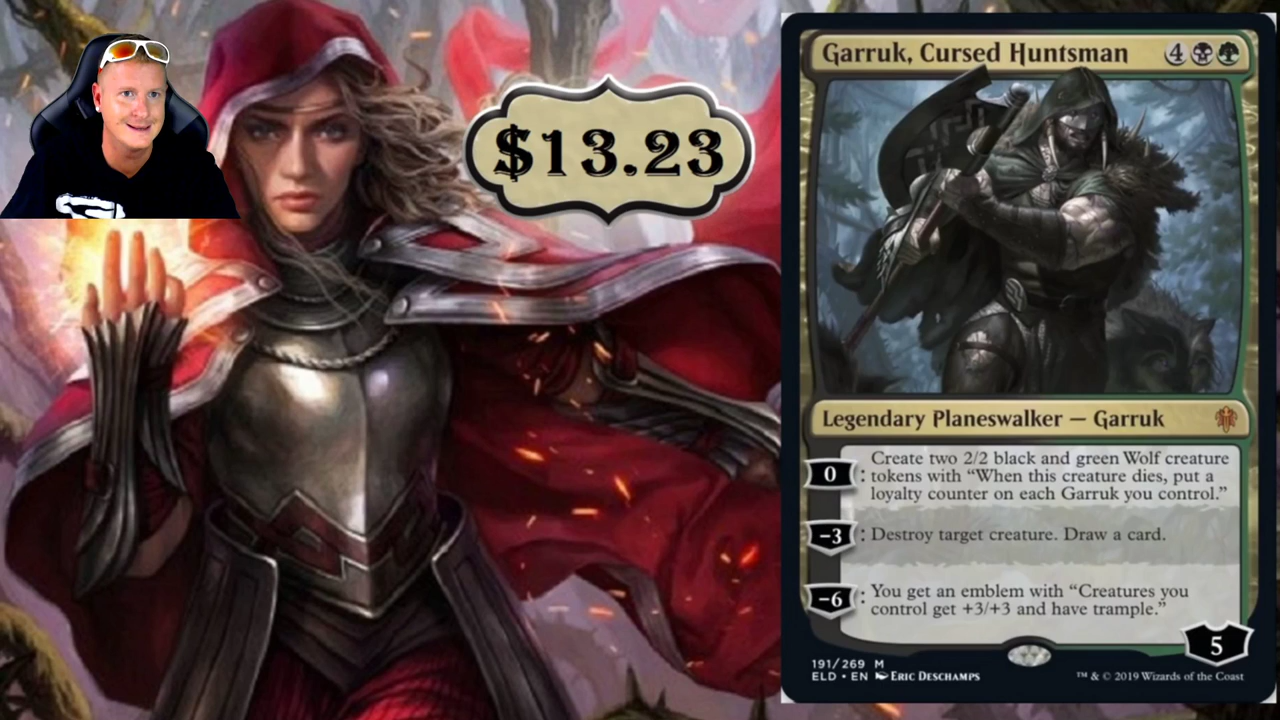 $13.23
Garruk, Cursed Huntsman 4
Legendary Planeswalker — Garruk
0 : Create two 2/2 black and green Wolf creature
tokens with “When this creature dies, put a
loyalty counter on each Garruk you control.”
−3 : Destroy target creature. Draw a card.
−6 : You get an emblem with “Creatures you
control get +3/+3 and have trample.”
5
191/269 M
ELD • EN Eric Deschamps
™ & © 2019 Wizards of the Coast